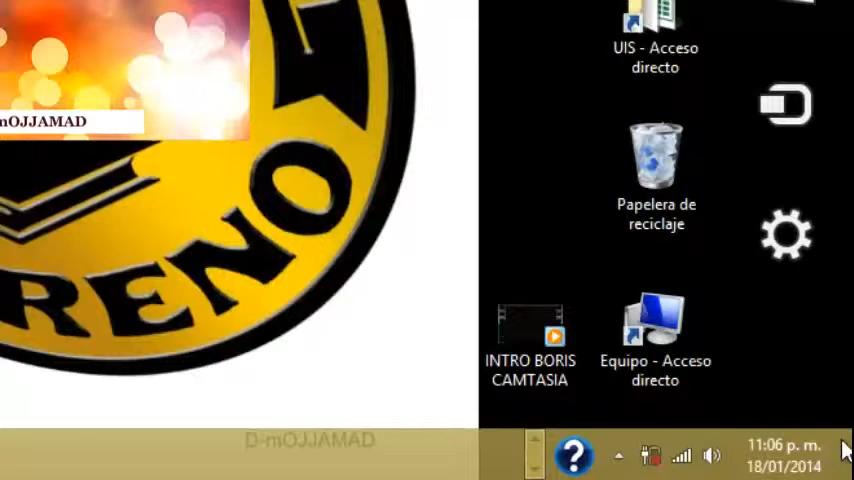 mOJJAMAD
RENO
UIS - Acceso
directo
Papelera de
reciclaje
INTRO BORIS
CAMTASIA
Equipo - Acceso
directo
D-mOJJAMAD
?
11:06 p. m.
18/01/2014